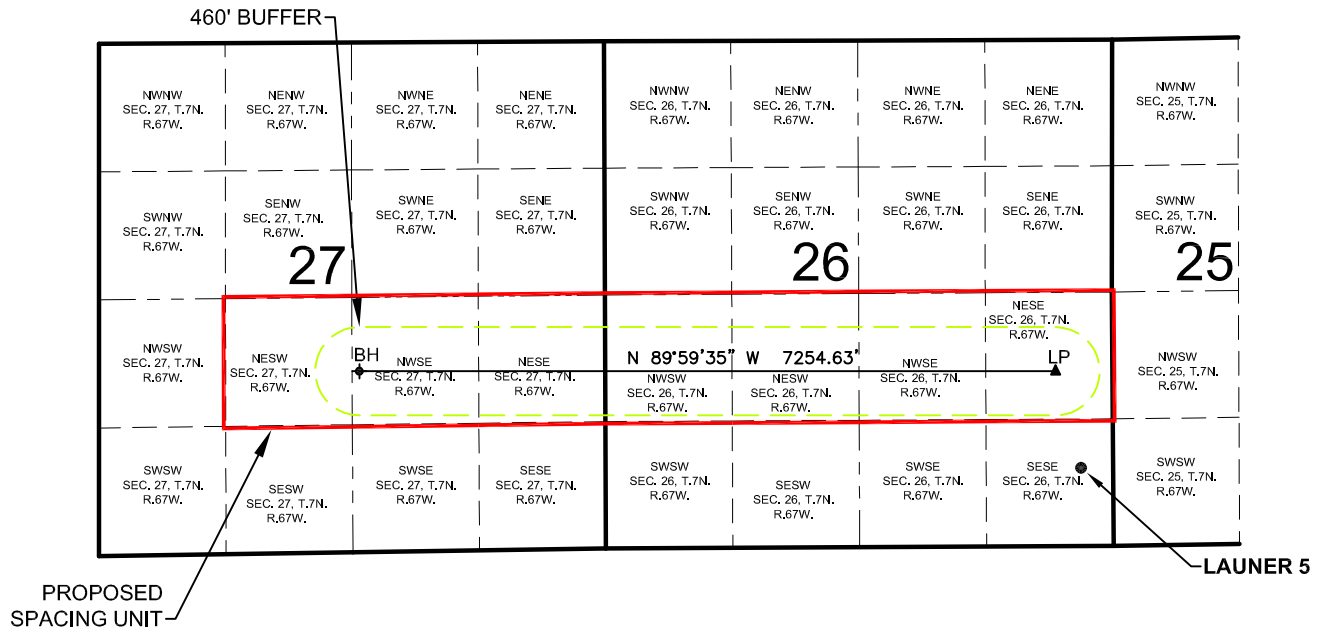 460' BUFFER
NWNW
SEC. 27, T.7N.
R.67W.
NENW
SEC. 27, T.7N.
R.67W.
NWNE
SEC. 27, T.7N.
R.67W.
NENE
SEC. 27, T.7N.
R.67W.
NWNW
SEC. 26, T.7N.
R.67W.
NENW
SEC. 26, T.7N.
R.67W.
NWNE
SEC. 26, T.7N.
R.67W.
NENE
SEC. 26, T.7N.
R.67W.
NWNW
SEC. 25, T.7N.
R.67W.
SWNW
SEC. 27, T.7N.
R.67W.
SENW
SEC. 27, T.7N.
R.67W.
SWNE
SEC. 27, T.7N.
R.67W.
SENE
SEC. 27, T.7N.
R.67W.
SWNW
SEC. 26, T.7N.
R.67W.
SENW
SEC. 26, T.7N.
R.67W.
SWNE
SEC. 26, T.7N.
R.67W.
SENE
SEC. 26, T.7N.
R.67W.
SWNW
SEC. 25, T.7N.
R.67W.
27
26
25
NWSW
SEC. 27, T.7N.
R.67W.
NESW
SEC. 27, T.7N.
R.67W.
BH
NWSE
SEC. 27, T.7N.
R.67W.
NESE
SEC. 27, T.7N.
R.67W.
N 89°59'35" W 7254.63'
NWSW
SEC. 26, T.7N.
R.67W.
NESW
SEC. 26, T.7N.
R.67W.
NWSE
SEC. 26, T.7N.
R.67W.
NESE
SEC. 26, T.7N.
R.67W.
LP
NWSW
SEC. 25, T.7N.
R.67W.
SWSW
SEC. 27, T.7N.
R.67W.
SESW
SEC. 27, T.7N.
R.67W.
SWSE
SEC. 27, T.7N.
R.67W.
SESE
SEC. 27, T.7N.
R.67W.
SWSW
SEC. 26, T.7N.
R.67W.
SESW
SEC. 26, T.7N.
R.67W.
SWSE
SEC. 26, T.7N.
R.67W.
SESE
SEC. 26, T.7N.
R.67W.
SWSW
SEC. 25, T.7N.
R.67W.
LAUNER 5
PROPOSED
SPACING UNIT